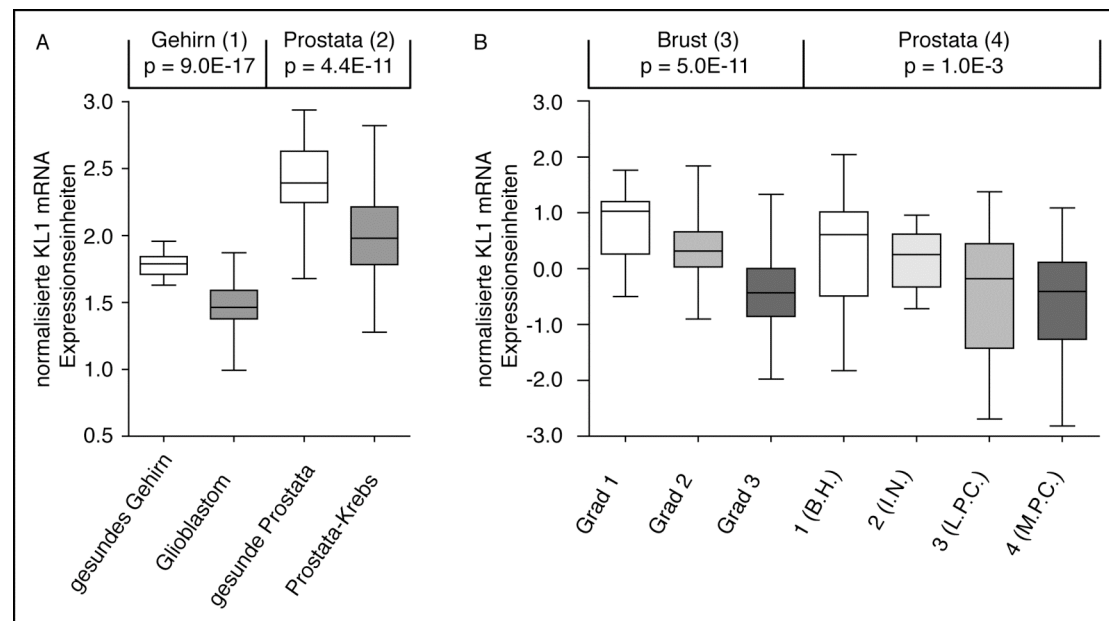 A
Gehirn (1)
p = 9.0E-17
Prostata (2)
p = 4.4E-11
normalisierte KL1 mRNA
Expressionseinheiten
3.0
2.5
2.0
1.5
1.0
0.5
gesundes Gehirn
Glioblastom
gesunde Prostata
Prostata-Krebs
B
Brust (3)
p = 5.0E-11
Prostata (4)
p = 1.0E-3
normalisierte KL1 mRNA
Expressionseinheiten
3.0
2.0
1.0
0.0
-1.0
-2.0
-3.0
Grad 1
Grad 2
Grad 3
1 (B.H.)
2 (I.N.)
3 (L.P.C.)
4 (M.P.C.)